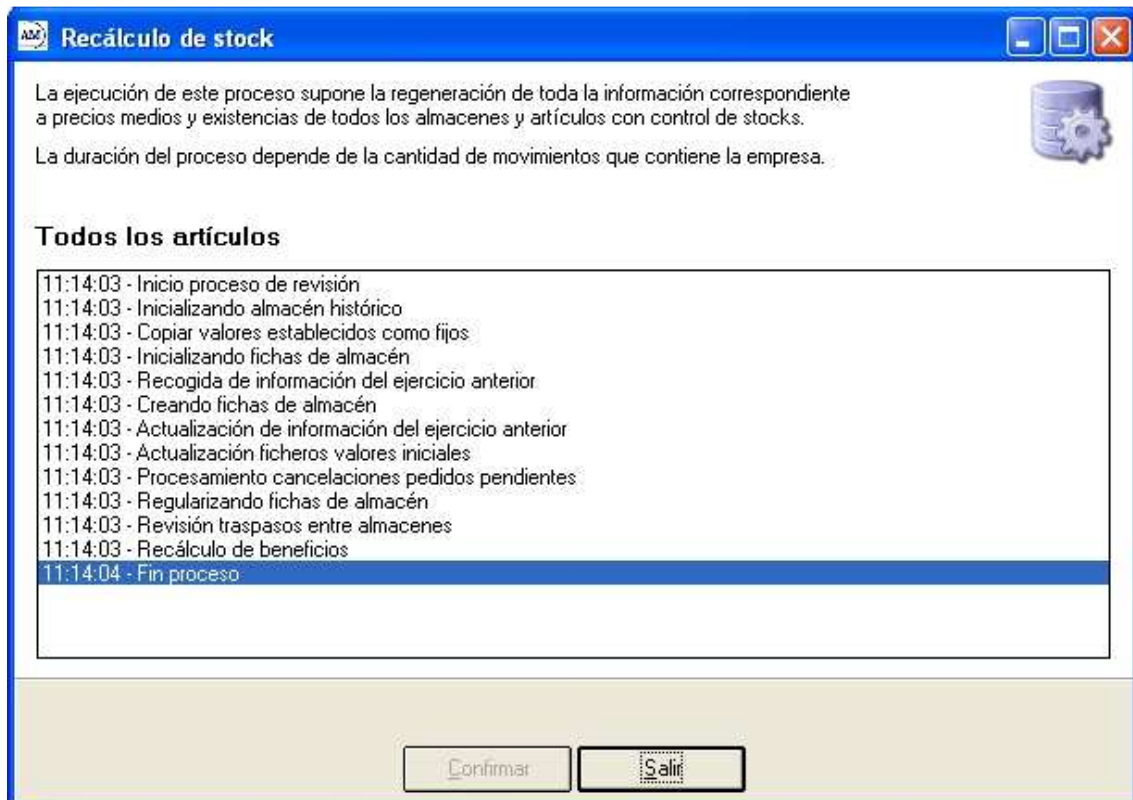 Recálculo de stock
La ejecución de este proceso supone la regeneración de toda la información correspondiente
a precios medios y existencias de todos los almacenes y artículos con control de stocks.
La duración del proceso depende de la cantidad de movimientos que contiene la empresa.
Todos los artículos
11:14:03 - Inicio proceso de revisión
11:14:03 - Inicializando almacén histórico
11:14:03 - Copiar valores establecidos como fijos
11:14:03 - Inicializando fichas de almacén
11:14:03 - Recogida de información del ejercicio anterior
11:14:03 - Creando fichas de almacén
11:14:03 - Actualización de información del ejercicio anterior
11:14:03 - Actualización ficheros valores iniciales
11:14:03 - Procesamiento cancelaciones pedidos pendientes
11:14:03 - Regularizando fichas de almacén
11:14:03 - Revisión traspasos entre almacenes
11:14:03 - Recálculo de beneficios
11:14:04 - Fin proceso
Confirmar
Salir